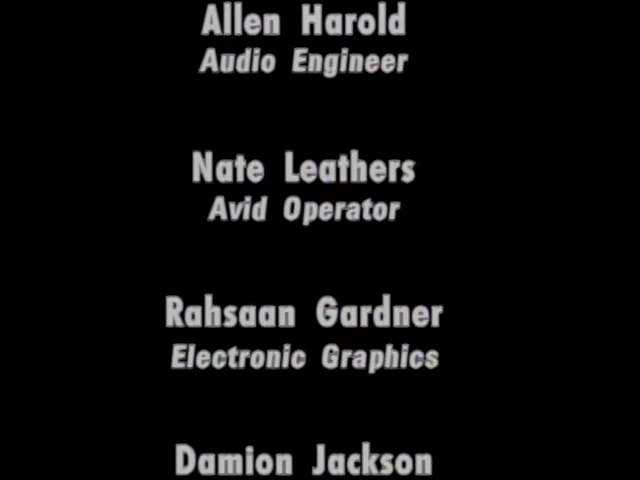 Allen Harold
Audio Engineer
Nate Leathers
Avid Operator
Rahsaan Gardner
Electronic Graphics
Damion Jackson